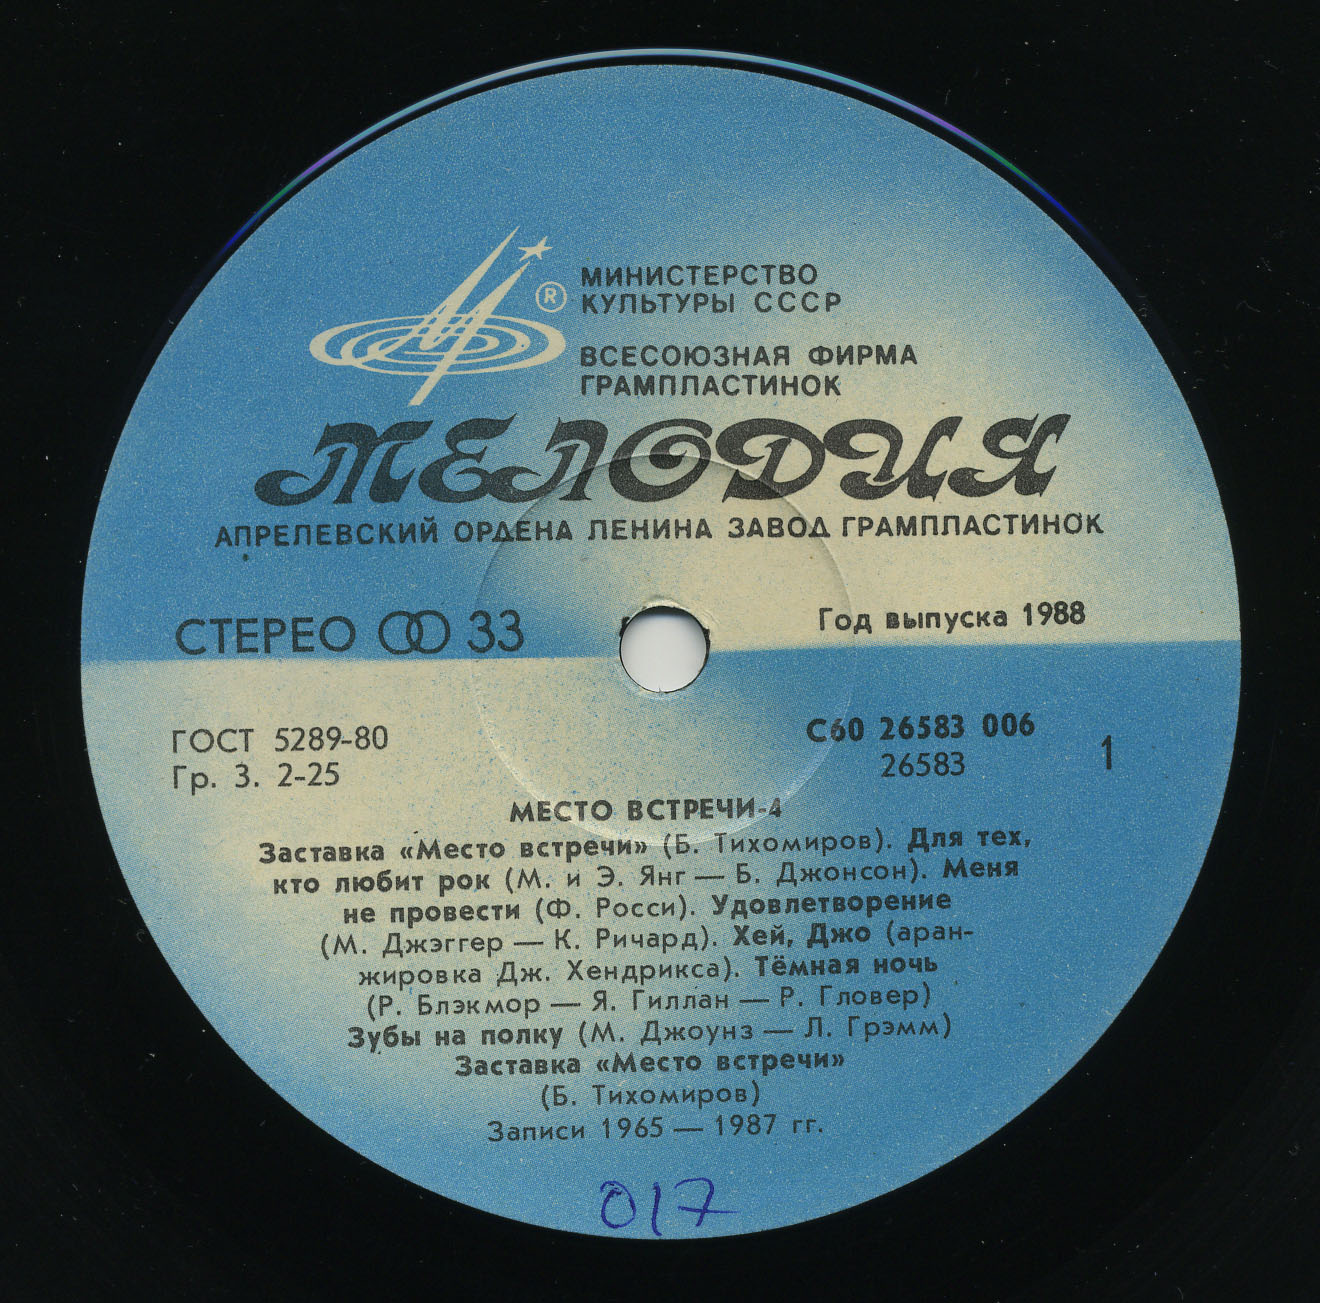 МИНИСТЕРСТВО
КУЛЬТУРЫ СССР
®
ВСЕСОЮЗНАЯ ФИРМА
ГРАМПЛАСТИНОК
МЕЛОДИЯ
АПРЕЛЕВСКИЙ ОРДЕНА ЛЕНИНА ЗАВОД ГРАМПЛАСТИНОК
СТЕРЕО 33
Год выпуска 1988
ГОСТ 5289-80
Гр. 3. 2-25
С60 26583 006
26583
1
МЕСТО ВСТРЕЧИ-4
Заставка «Место встречи» (Б. Тихомиров). Для тех,
кто любит рок (М. и Э. Янг — Б. Джонсон). Меня
не провести (Ф. Росси). Удовлетворение
(М. Джэггер — К. Ричард). Хей, Джо (аран-
жировка Дж. Хендрикса). Тёмная ночь
(Р. Блэкмор — Я. Гиллан — Р. Гловер)
Зубы на полку (М. Джоунз — Л. Грэмм)
Заставка «Место встречи»
(Б. Тихомиров)
Записи 1965 — 1987 гг.
017